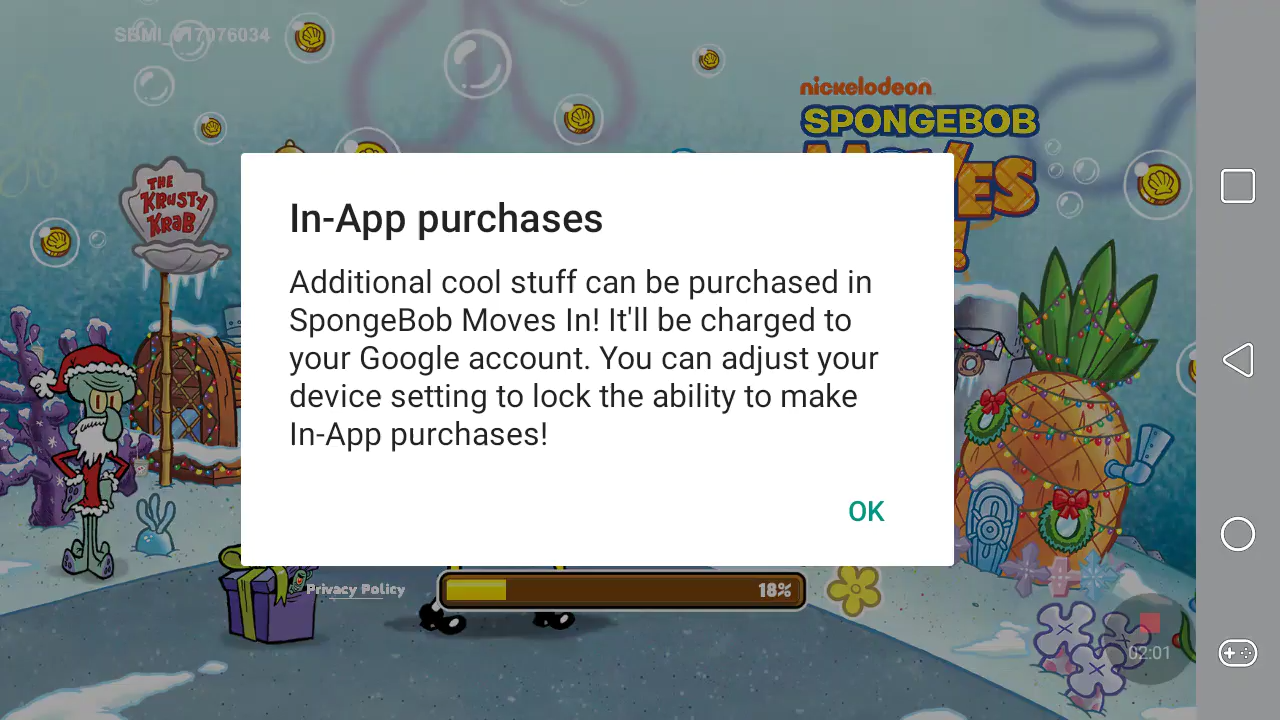 SBMI_017076034
nickelodeon
SPONGEBOB
THE
KRUSTY
KRAB
In-App purchases
Additional cool stuff can be purchased in
SpongeBob Moves In! It'll be charged to
your Google account. You can adjust your
device setting to lock the ability to make
In-App purchases!
OK
Privacy Policy
18%
02:01